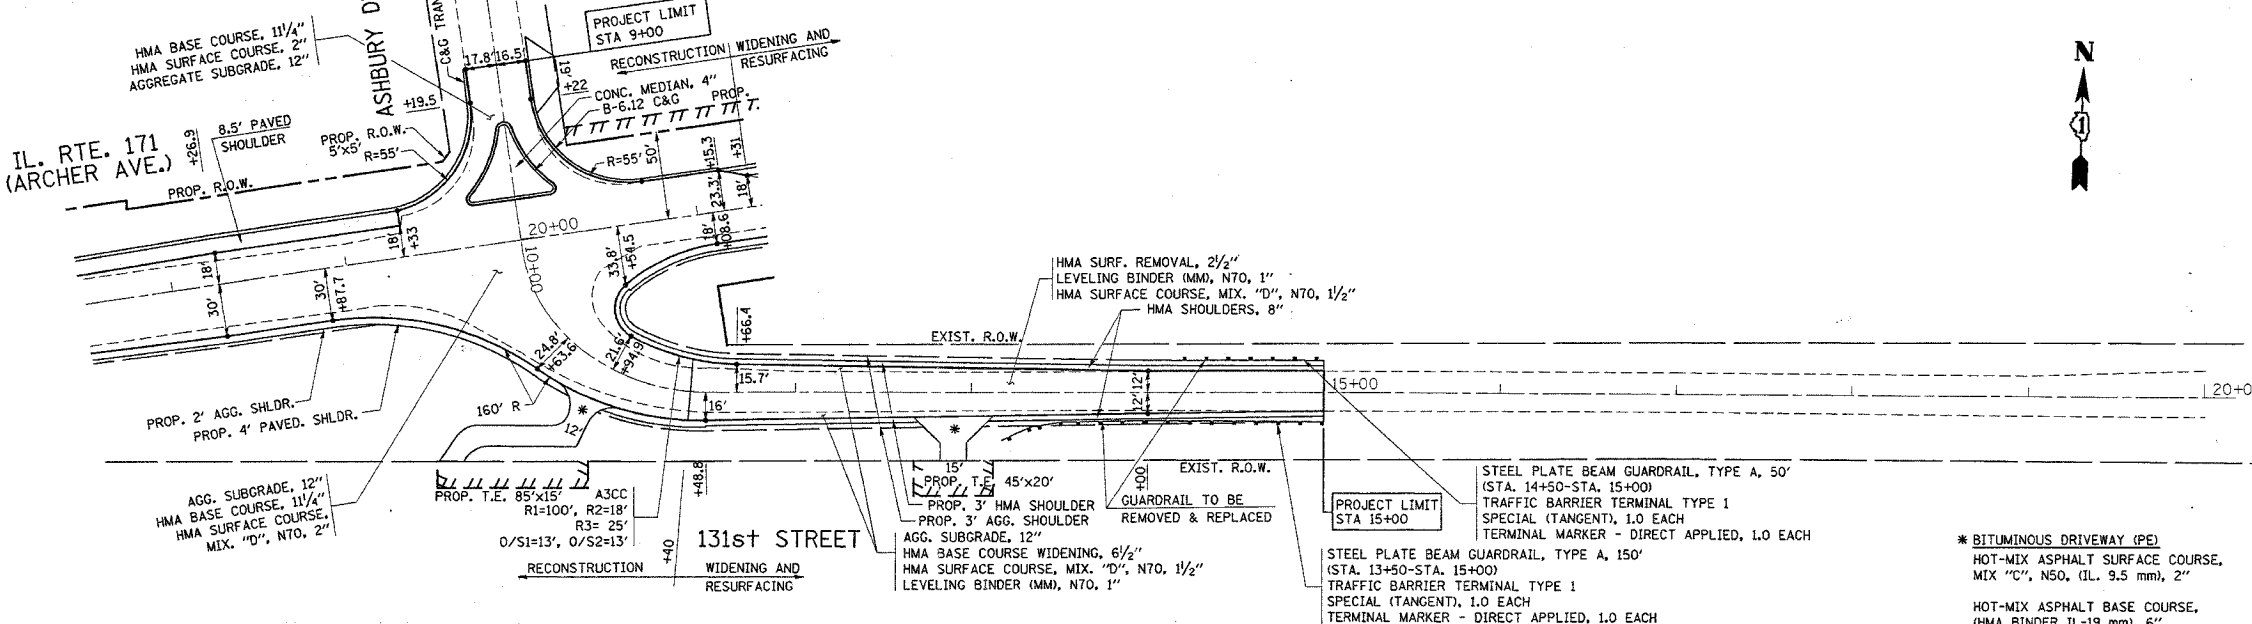 HMA BASE COURSE, 11¼"
HMA SURFACE COURSE, 2"
AGGREGATE SUBGRADE, 12"
ASHBURY D
C&G TRAN
17.8'
16.5'
PROJECT LIMIT
STA 9+00
RECONSTRUCTION
WIDENING AND
RESURFACING
19'
+22
CONC. MEDIAN, 4"
B-6.12 C&G
PROP.
+19.5
IL. RTE. 171
(ARCHER AVE.)
+26.9
8.5' PAVED
SHOULDER
PROP. R.O.W.
5'x5'
R=55'
PROP. R.O.W.
R=55'
50'
+15.3
+31
23.3'
18'
18'
+08.6
20+00
10+00
18'
+33
33.8'
+54.5
18'
30'
30'
+87.7
24.8'
+63.6
21.6'
+94.9
+66.4
15.7'
16'
160' R
12'
PROP. 2' AGG. SHLDR.
PROP. 4' PAVED. SHLDR.
HMA SURF. REMOVAL, 2½"
LEVELING BINDER (MM), N70, 1"
HMA SURFACE COURSE, MIX. "D", N70, 1½"
HMA SHOULDERS, 8"
EXIST. R.O.W.
12'
12'
15+00
20+0
N
1
*
*
AGG. SUBGRADE, 12"
HMA BASE COURSE, 11¼"
HMA SURFACE COURSE,
MIX. "D", N70, 2"
PROP. T.E. 85'x15'
A3CC
R1=100', R2=18'
R3= 25'
O/S1=13', O/S2=13'
+48.8
+40
131st STREET
RECONSTRUCTION
WIDENING AND
RESURFACING
15'
PROP. T.E. 45'x20'
PROP. 3' HMA SHOULDER
PROP. 3' AGG. SHOULDER
AGG. SUBGRADE, 12"
HMA BASE COURSE WIDENING, 6½"
HMA SURFACE COURSE, MIX. "D", N70, 1½"
LEVELING BINDER (MM), N70, 1"
+00
EXIST. R.O.W.
GUARDRAIL TO BE
REMOVED & REPLACED
PROJECT LIMIT
STA 15+00
STEEL PLATE BEAM GUARDRAIL, TYPE A, 50'
(STA. 14+50-STA. 15+00)
TRAFFIC BARRIER TERMINAL TYPE 1
SPECIAL (TANGENT), 1.0 EACH
TERMINAL MARKER - DIRECT APPLIED, 1.0 EACH
STEEL PLATE BEAM GUARDRAIL, TYPE A, 150'
(STA. 13+50-STA. 15+00)
TRAFFIC BARRIER TERMINAL TYPE 1
SPECIAL (TANGENT), 1.0 EACH
TERMINAL MARKER - DIRECT APPLIED, 1.0 EACH
* BITUMINOUS DRIVEWAY (PE)
HOT-MIX ASPHALT SURFACE COURSE,
MIX "C", N50, (IL. 9.5 mm), 2"
HOT-MIX ASPHALT BASE COURSE,
(HMA BINDER IL-19 mm), 6"